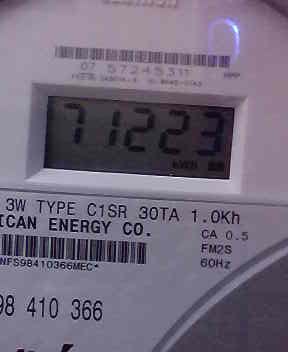 07 57245311
71223
3W TYPE C1SR 30TA 1.0Kh
ICAN ENERGY CO.
CA 0.5
FM2S
60Hz
NFS98410366MEC*
98 410 366